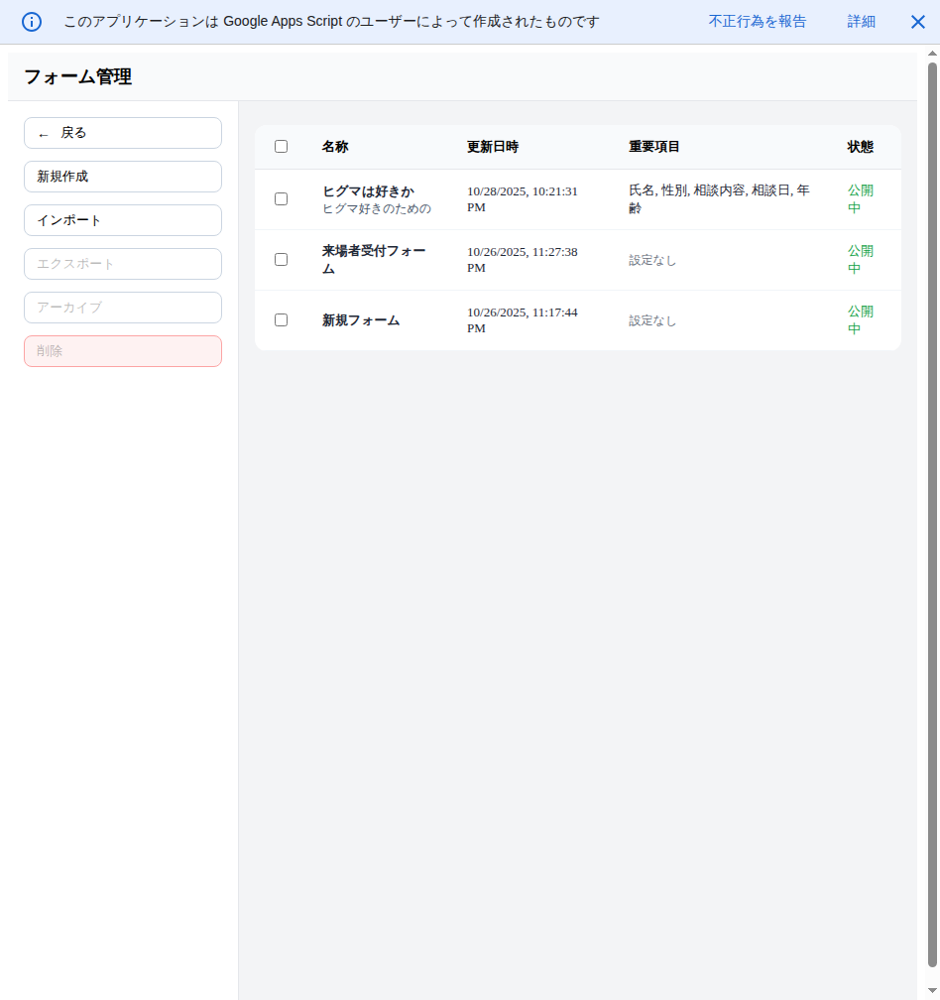 このアプリケーションは Google Apps Script のユーザーによって作成されたものです 不正行為を報告 詳細
フォーム管理
← 戻る
新規作成
インポート
エクスポート
アーカイブ
削除
名称 更新日時 重要項目 状態
ヒグマは好きか
ヒグマ好きのための
10/28/2025, 10:21:31
PM
氏名, 性別, 相談内容, 相談日, 年
齢
公開
中
来場者受付フォー
ム
10/26/2025, 11:27:38
PM
設定なし
公開
中
新規フォーム
10/26/2025, 11:17:44
PM
設定なし
公開
中